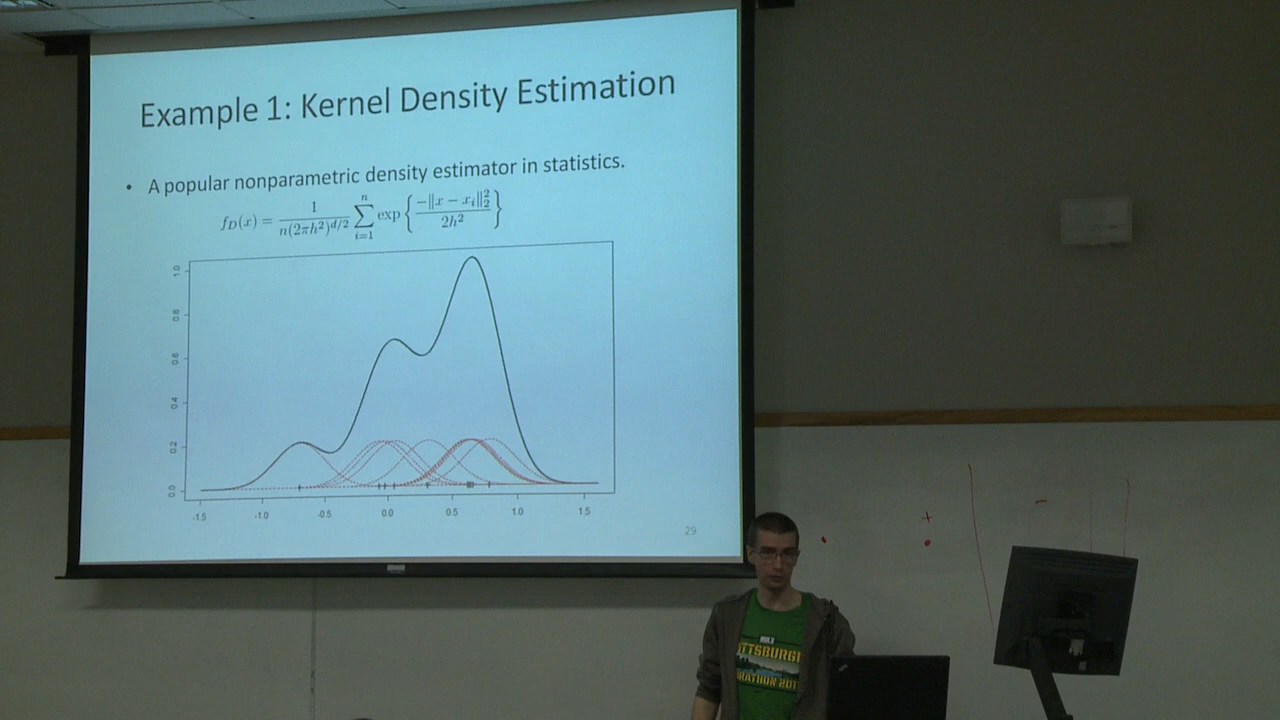 Example 1: Kernel Density Estimation
• A popular nonparametric density estimator in statistics.
f_D(x) = \frac{1}{n(2πh^2)^{d/2}} \sum_{i=1}^{n} \exp \left\{ \frac{-\|x - x_i\|_2^2}{2h^2} \right\}
1.0
0.8
0.6
0.4
0.2
0.0
-1.5 -1.0 -0.5 0.0 0.5 1.0 1.5
29
+ -